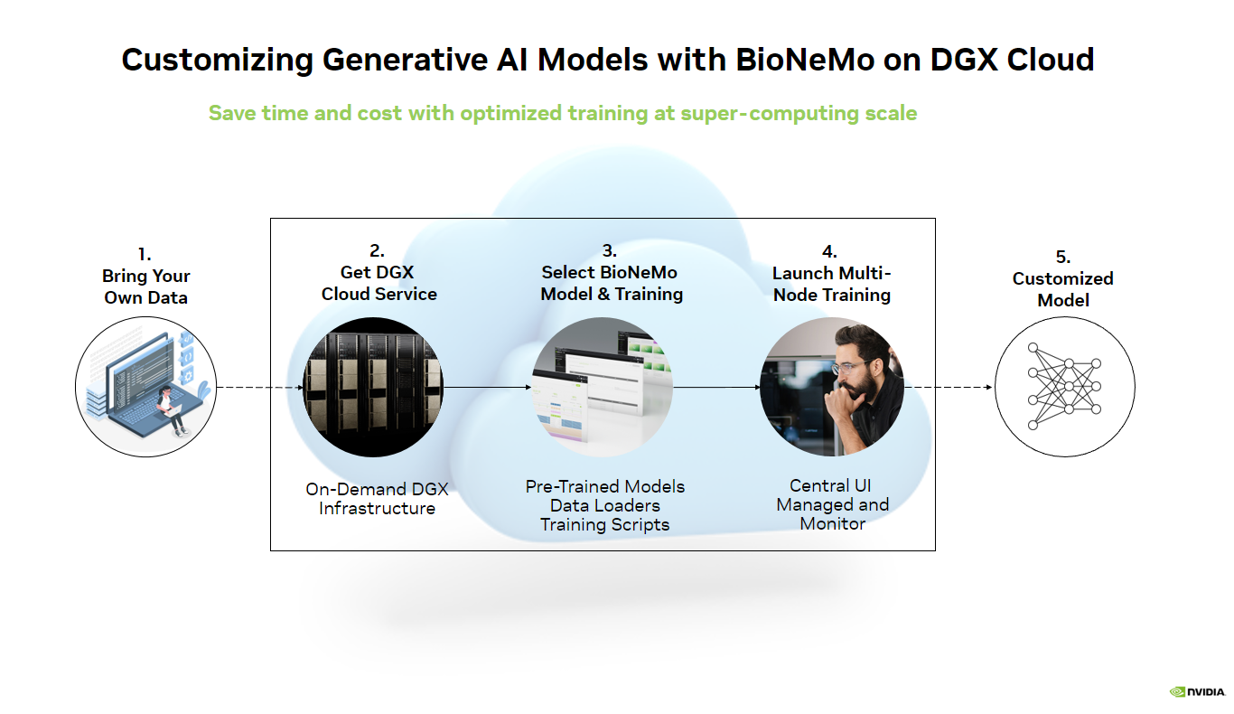 Customizing Generative AI Models with BioNeMo on DGX Cloud
Save time and cost with optimized training at super-computing scale
1.
Bring Your
Own Data
2.
Get DGX
Cloud Service
On-Demand DGX
Infrastructure
3.
Select BioNeMo
Model & Training
Pre-Trained Models
Data Loaders
Training Scripts
4.
Launch Multi-
Node Training
Central UI
Managed and
Monitor
5.
Customized
Model
NVIDIA